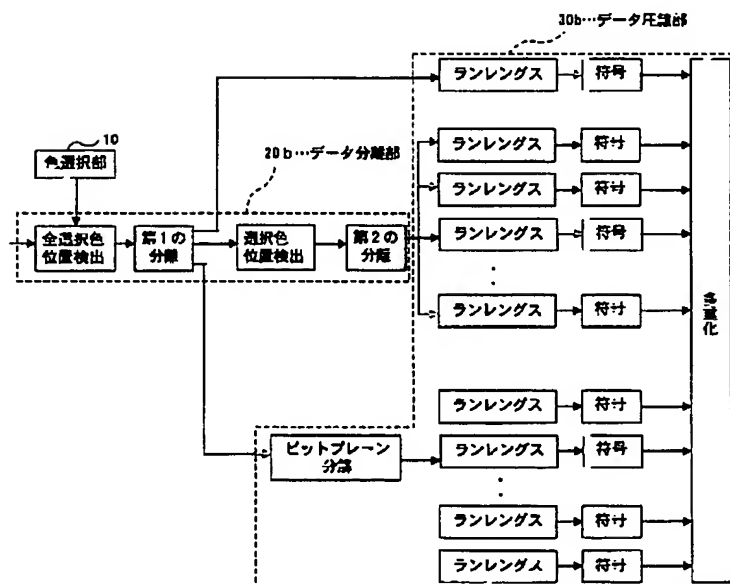 30b…データ圧縮部
ランレングス
符号
10
色選択部
20b…データ分離部
ランレングス
符号
ランレングス
符号
全選択色
位置検出
第1の
分離
選択色
位置検出
第2の
分離
ランレングス
符号
ランレングス
符号
多重化
ランレングス
符号
ビットプレーン
分解
ランレングス
符号
ランレングス
符号
ランレングス
符号